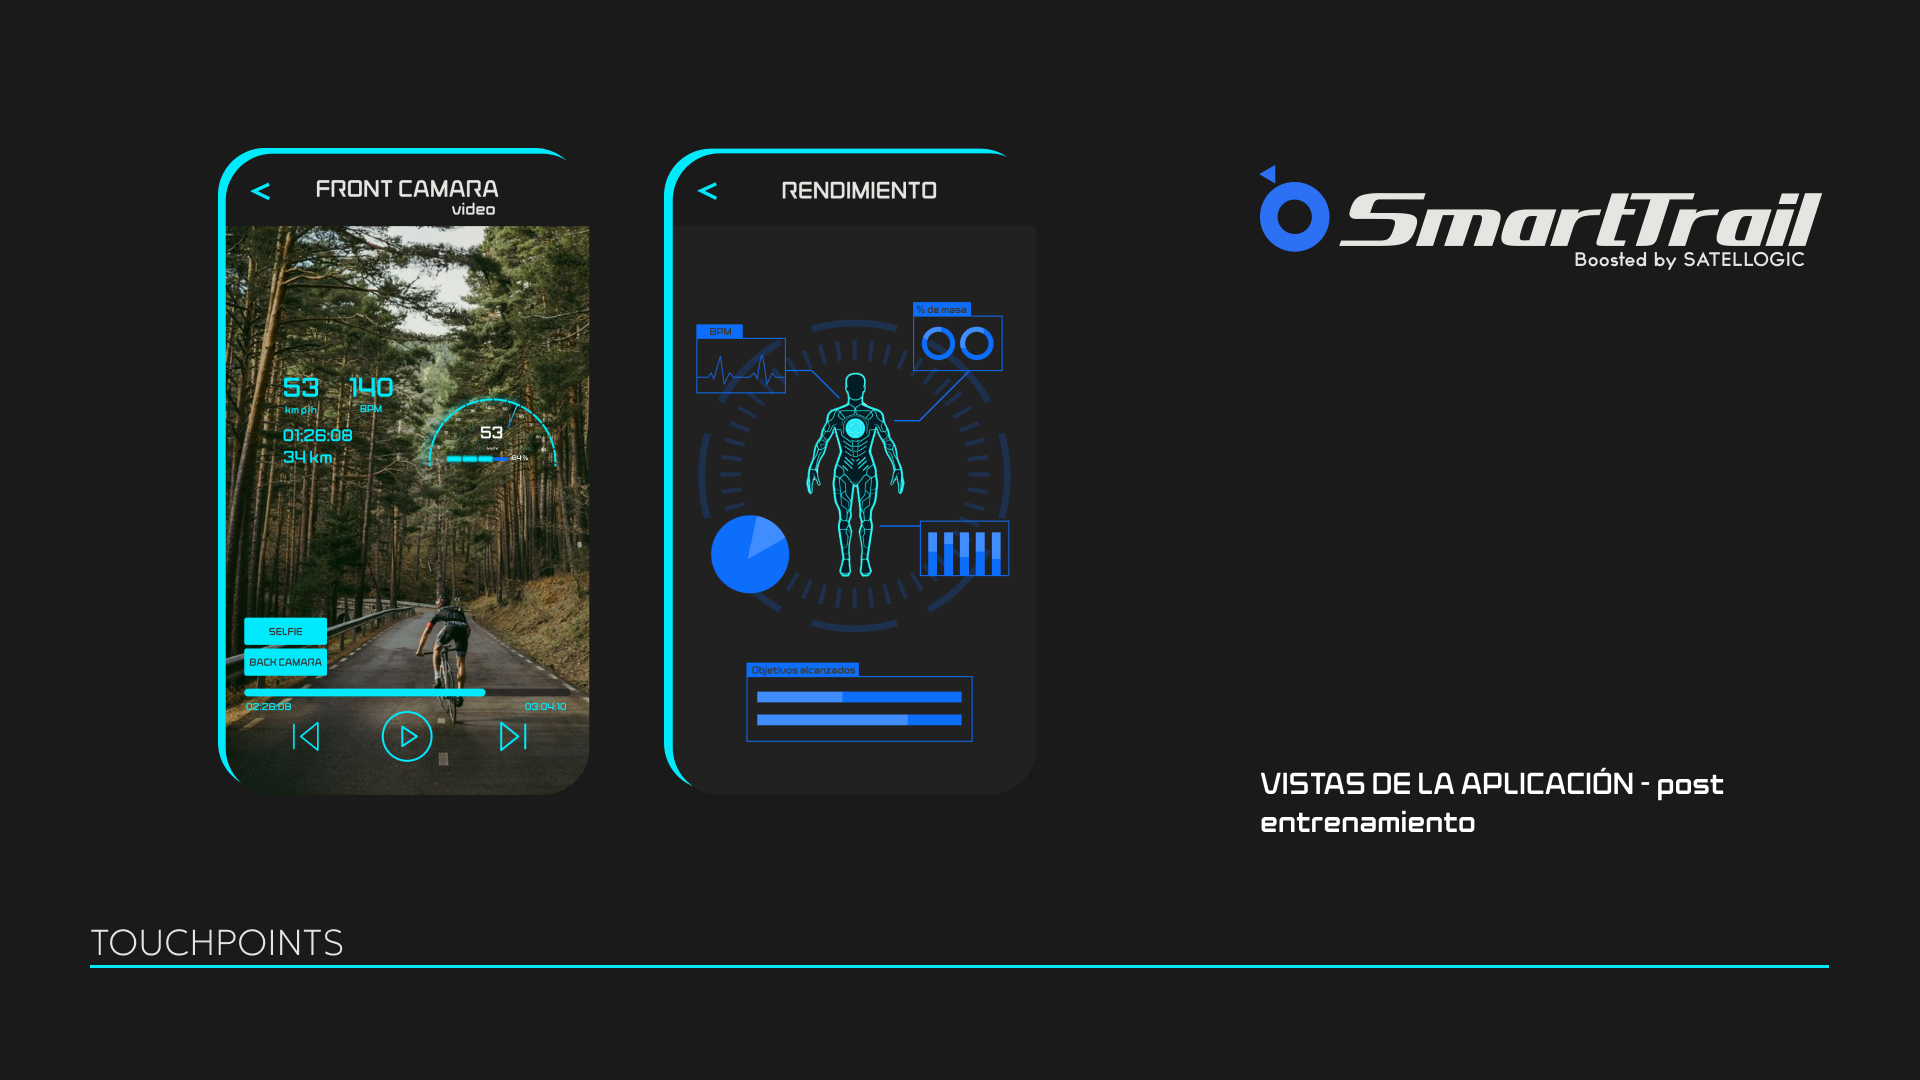 FRONT CAMARA
video
53 140
km p/h BPM
01:26:08
34 km
53
64%
SELFIE
BACK CAMARA
02:26:08 03:04:10
RENDIMIENTO
BPM
% de masa
Objetivos alcanzados
SmartTrail
Boosted by SATELLOGIC
VISTAS DE LA APLICACIÓN - post
entrenamiento
TOUCHPOINTS